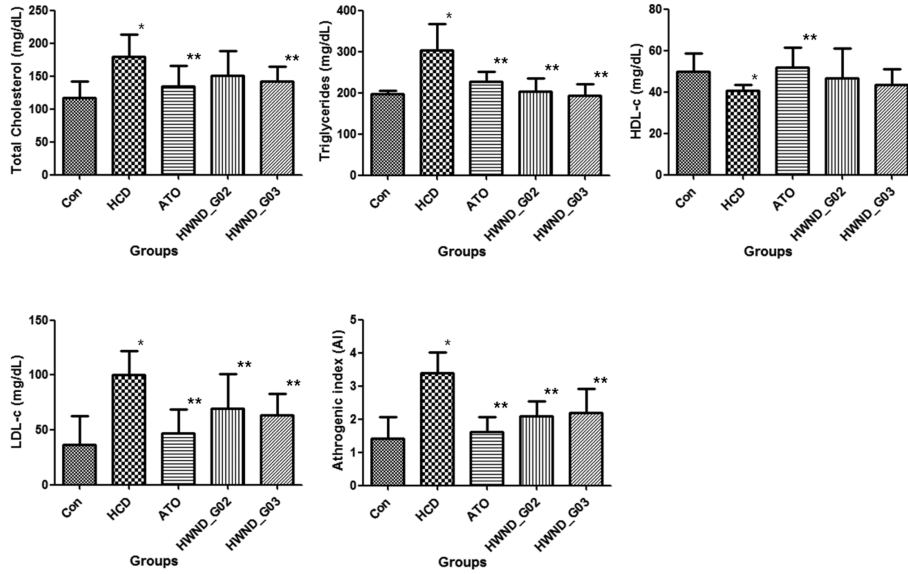 Total Cholesterol (mg/dL)
250
200
150
100
50
0
*
**
**
Con
HCD
ATO
HWND_G02
HWND_G03
Groups
Triglycerides (mg/dL)
400
300
200
100
0
*
**
**
**
Con
HCD
ATO
HWND_G02
HWND_G03
Groups
HDL-c (mg/dL)
80
60
40
20
0
*
**
Con
HCD
ATO
HWND_G02
HWND_G03
Groups
LDL-c (mg/dL)
150
100
50
0
*
**
**
**
Con
HCD
ATO
HWND_G02
HWND_G03
Groups
Athrogenic index (AI)
5
4
3
2
1
0
*
**
**
**
Con
HCD
ATO
HWND_G02
HWND_G03
Groups